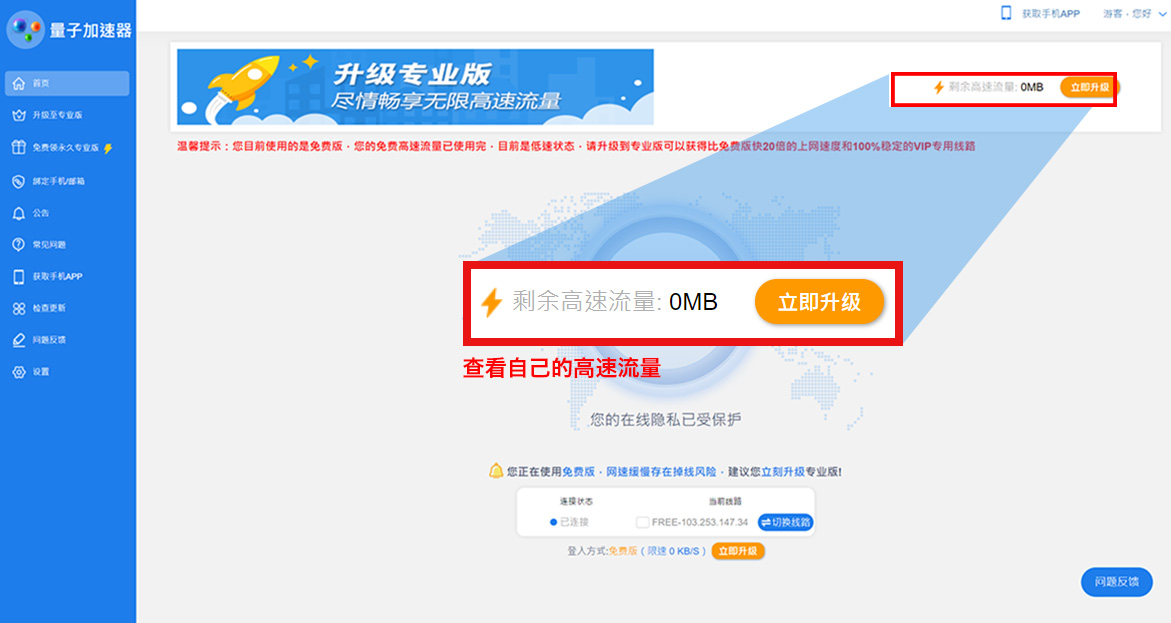 量子加速器
获取手机APP
游客,您好
首页
升级至专业版
免费领永久专业版
绑定手机/邮箱
公告
常见问题
获取手机APP
检查更新
问题反馈
设置
升级专业版
尽情畅享无限高速流量
剩余高速流量: 0MB
立即升级
温馨提示:您目前使用的是免费版,您的免费高速流量已使用完,目前是低速状态,请升级到专业版可以获得比免费版快20倍的上网速度和100%稳定的VIP专用线路
剩余高速流量: 0MB
立即升级
查看自己的高速流量
您的在线隐私已受保护
您正在使用免费版,网速缓慢存在掉线风险,建议您立刻升级专业版!
连接状态
当前线路
已连接
FREE-103.253.147.34
切换线路
登入方式:免费版 ( 限速 0 KB/S )
立即升级
问题反馈